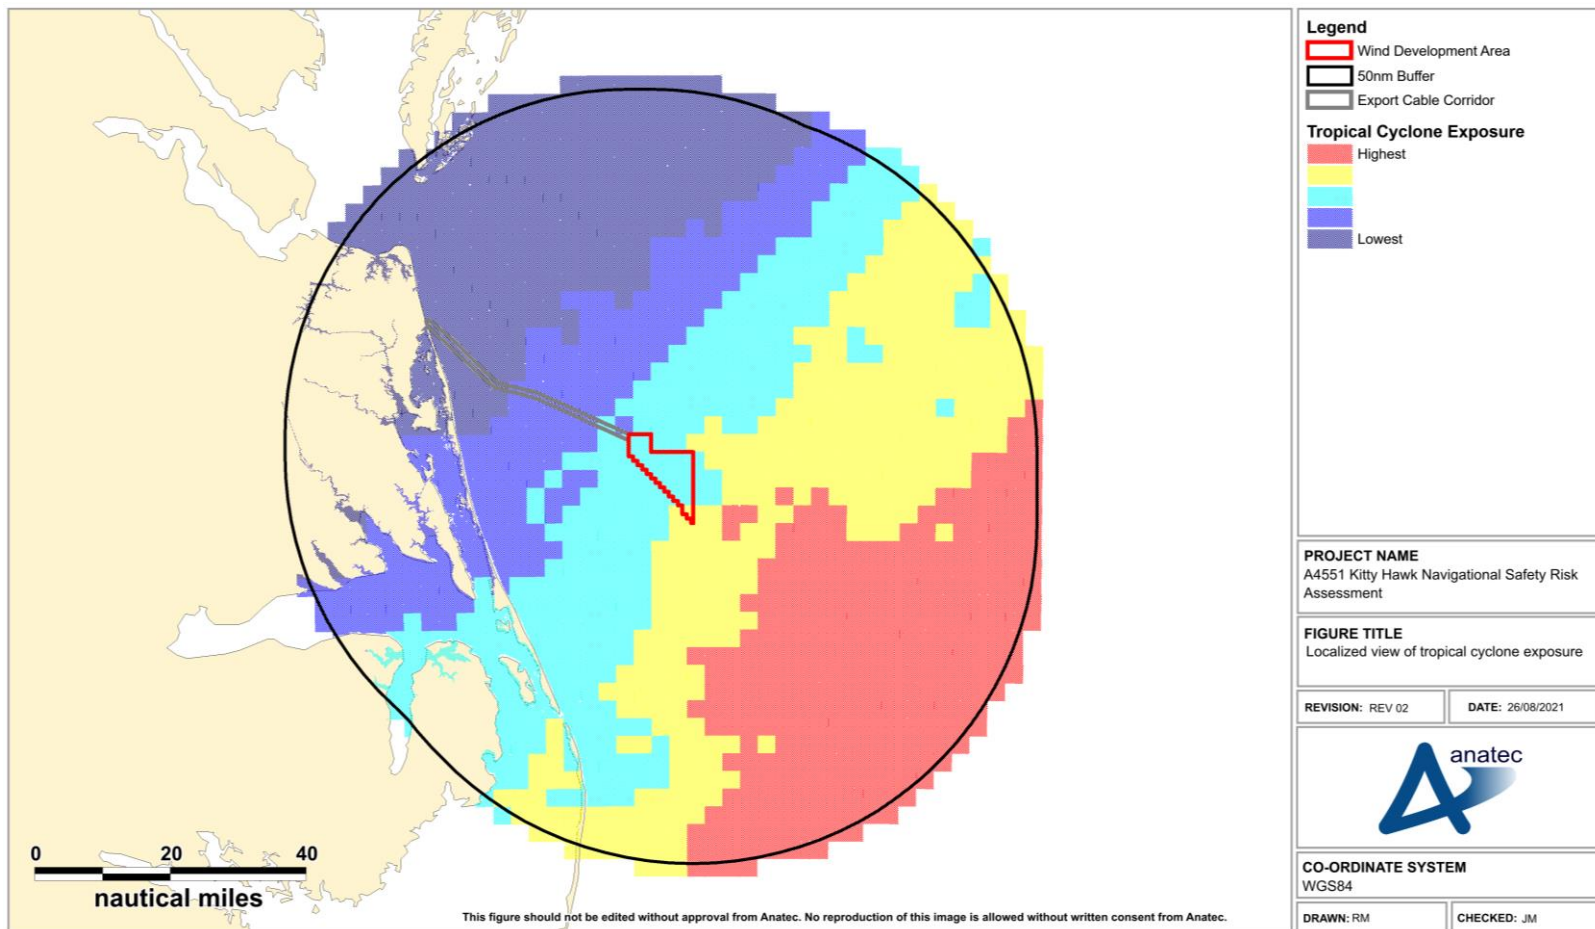 Legend
Wind Development Area
50nm Buffer
Export Cable Corridor
Tropical Cyclone Exposure
Highest
Lowest
PROJECT NAME
A4551 Kitty Hawk Navigational Safety Risk
Assessment
FIGURE TITLE
Localized view of tropical cyclone exposure
REVISION: REV 02
DATE: 26/08/2021
anatec
CO-ORDINATE SYSTEM
WGS84
DRAWN: RM
CHECKED: JM
0 20 40
nautical miles
This figure should not be edited without approval from Anatec. No reproduction of this image is allowed without written consent from Anatec.